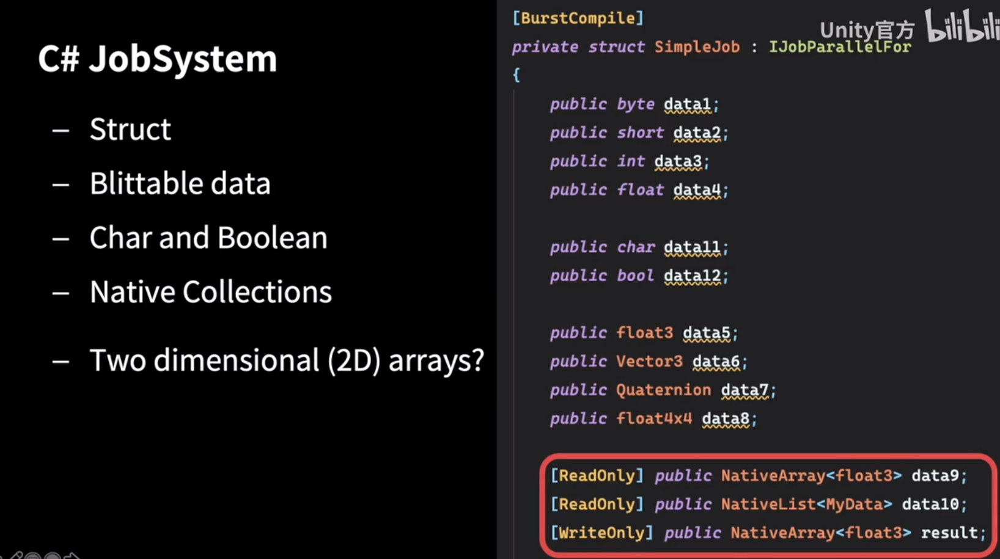 C# JobSystem
– Struct
– Blittable data
– Char and Boolean
– Native Collections
– Two dimensional (2D) arrays?
Unity官方 bilibili
[BurstCompile]
private struct SimpleJob : IJobParallelFor
{
public byte data1;
public short data2;
public int data3;
public float data4;
public char data11;
public bool data12;
public float3 data5;
public Vector3 data6;
public Quaternion data7;
public float4x4 data8;
[ReadOnly] public NativeArray<float3> data9;
[ReadOnly] public NativeList<MyData> data10;
[WriteOnly] public NativeArray<float3> result;